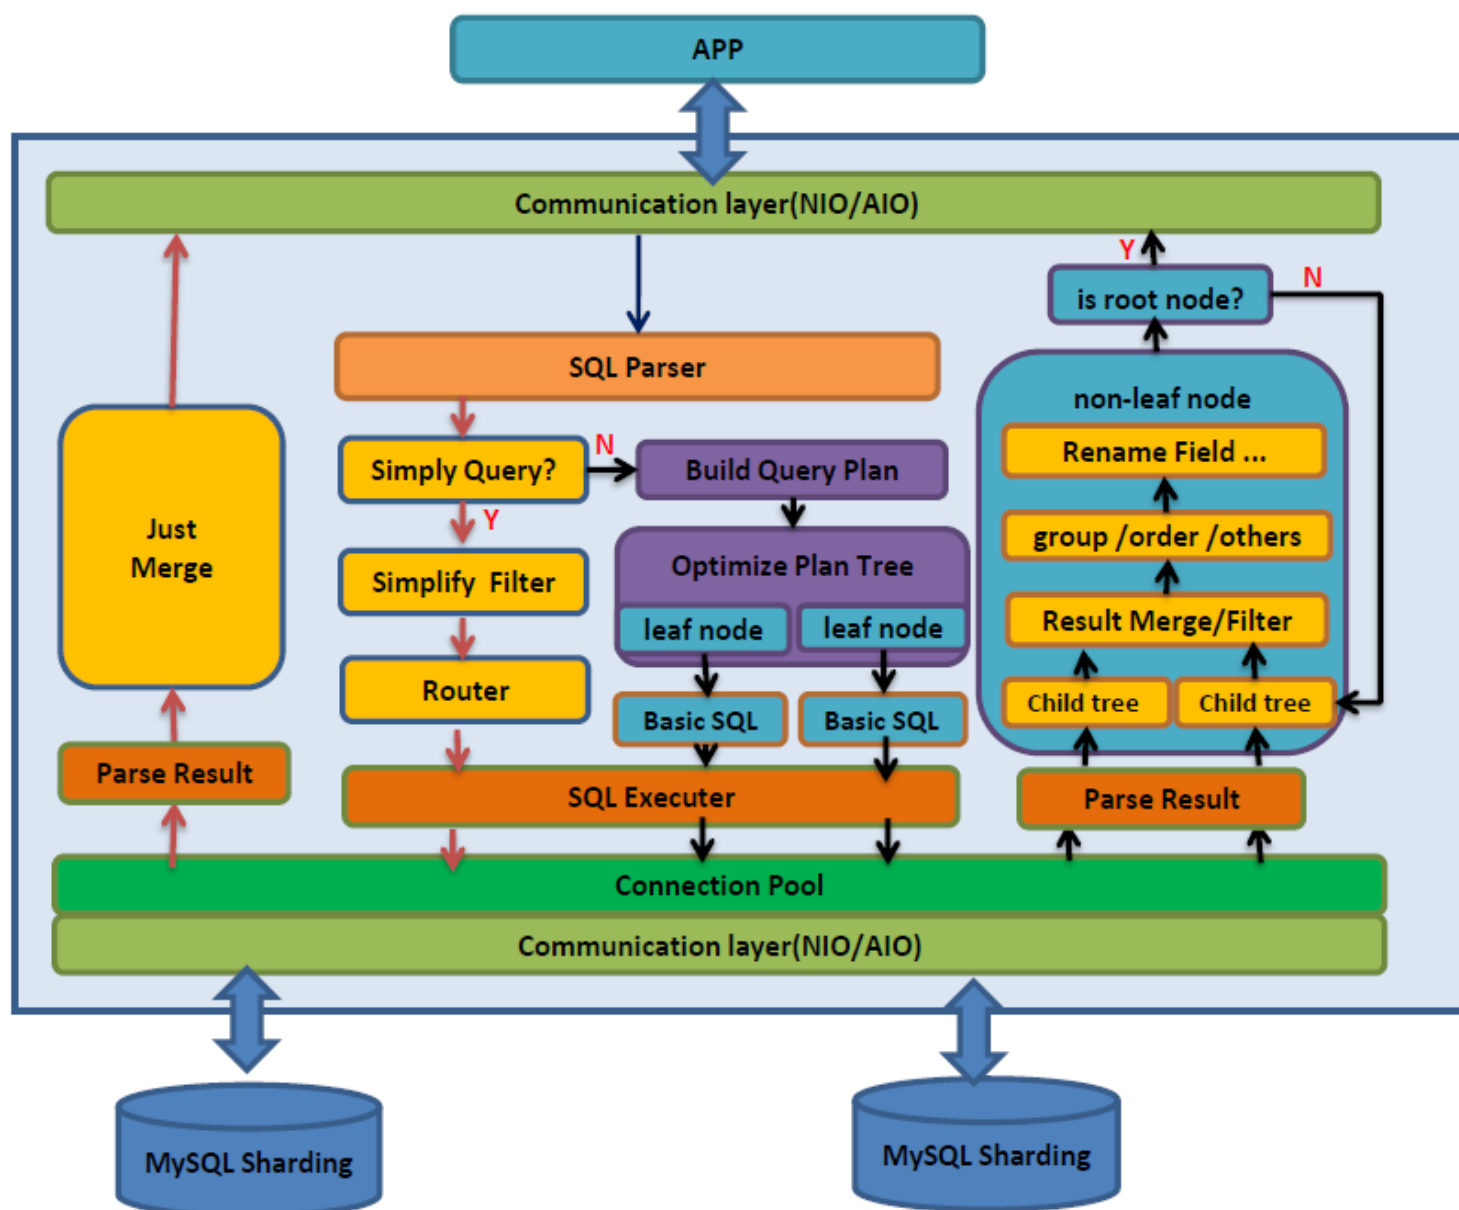 APP
Communication layer(NIO/AIO)
Y
N
is root node?
SQL Parser
non-leaf node
Just
Merge
Simply Query?
N
Build Query Plan
Rename Field ...
Y
group /order /others
Simplify Filter
Optimize Plan Tree
leaf node
leaf node
Result Merge/Filter
Router
Basic SQL
Basic SQL
Child tree
Child tree
Parse Result
SQL Executer
Parse Result
Connection Pool
Communication layer(NIO/AIO)
MySQL Sharding
MySQL Sharding